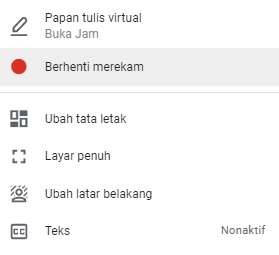 Papan tulis virtual
Buka Jam
Berhenti merekam
Ubah tata letak
Layar penuh
Ubah latar belakang
Teks Nonaktif